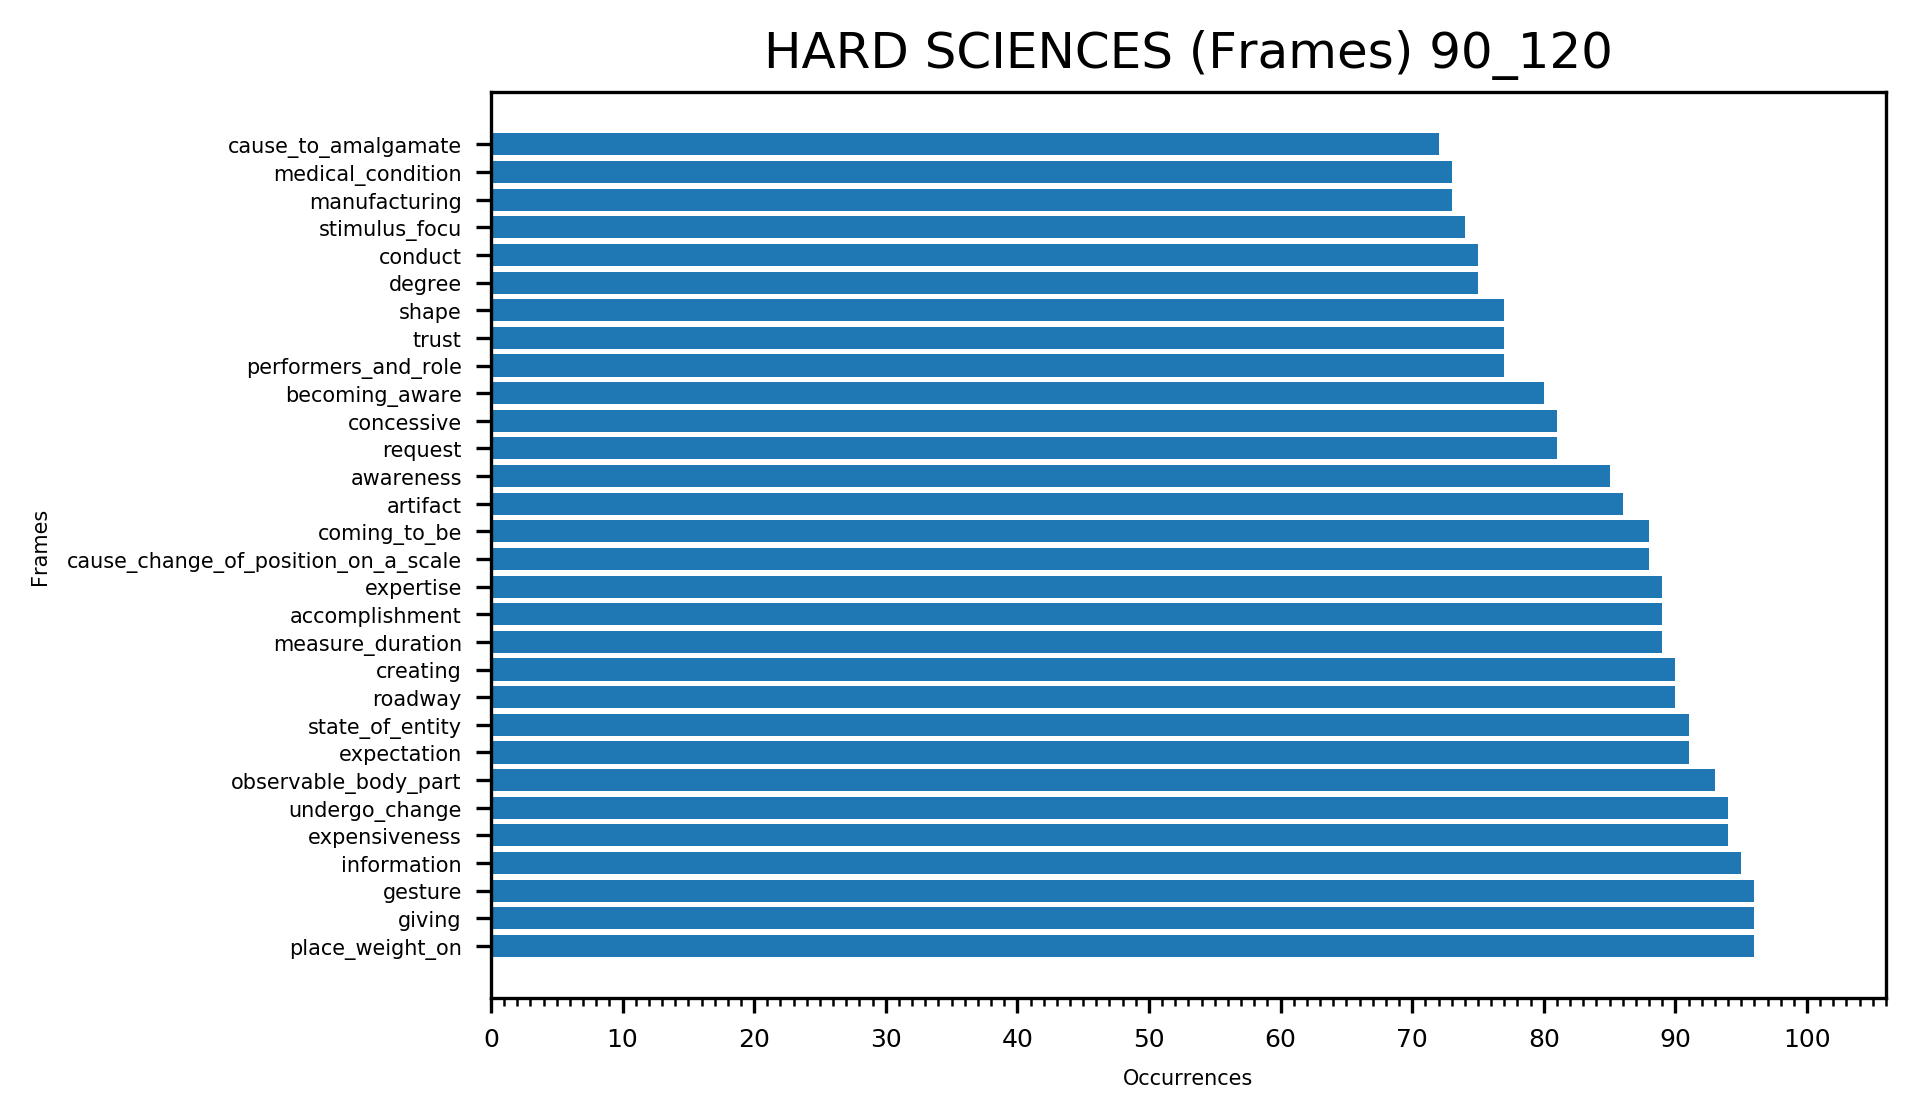 HARD SCIENCES (Frames) 90_120
cause_to_amalgamate
medical_condition
manufacturing
stimulus_focu
conduct
degree
shape
trust
performers_and_role
becoming_aware
concessive
request
awareness
artifact
coming_to_be
cause_change_of_position_on_a_scale
expertise
accomplishment
measure_duration
creating
roadway
state_of_entity
expectation
observable_body_part
undergo_change
expensiveness
information
gesture
giving
place_weight_on
Frames
0 10 20 30 40 50 60 70 80 90 100
Occurrences